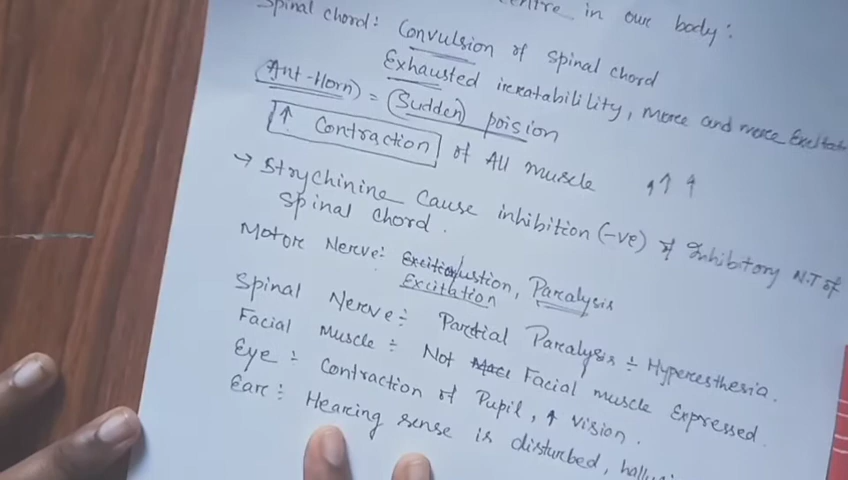 centre in our body:
Spinal chord: Convulsion of spinal chord
Exhausted irratability, more and more Excitat
(Ant-Horn) = (Sudden) poision
↑ Contraction of All muscle ↑ ↑ ↑
→ Strychinine cause inhibition (-ve) of Inhibitory N.T of
spinal chord.
Motor Nerve: Excitation, Paralysis
Excitation
Spinal Nerve: Partial Paralysis ÷ Hyperesthesia.
Facial Muscle: Not Facial muscle Expressed.
Eye: Contraction of Pupil, ↑ vision.
Ear: Hearing sense is disturbed,